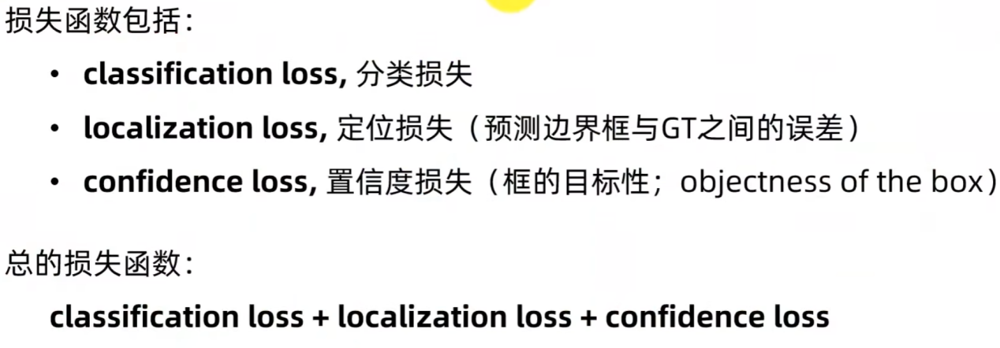 损失函数包括：
• classification loss, 分类损失
• localization loss, 定位损失（预测边界框与GT之间的误差）
• confidence loss, 置信度损失（框的目标性；objectness of the box）
总的损失函数：
classification loss + localization loss + confidence loss